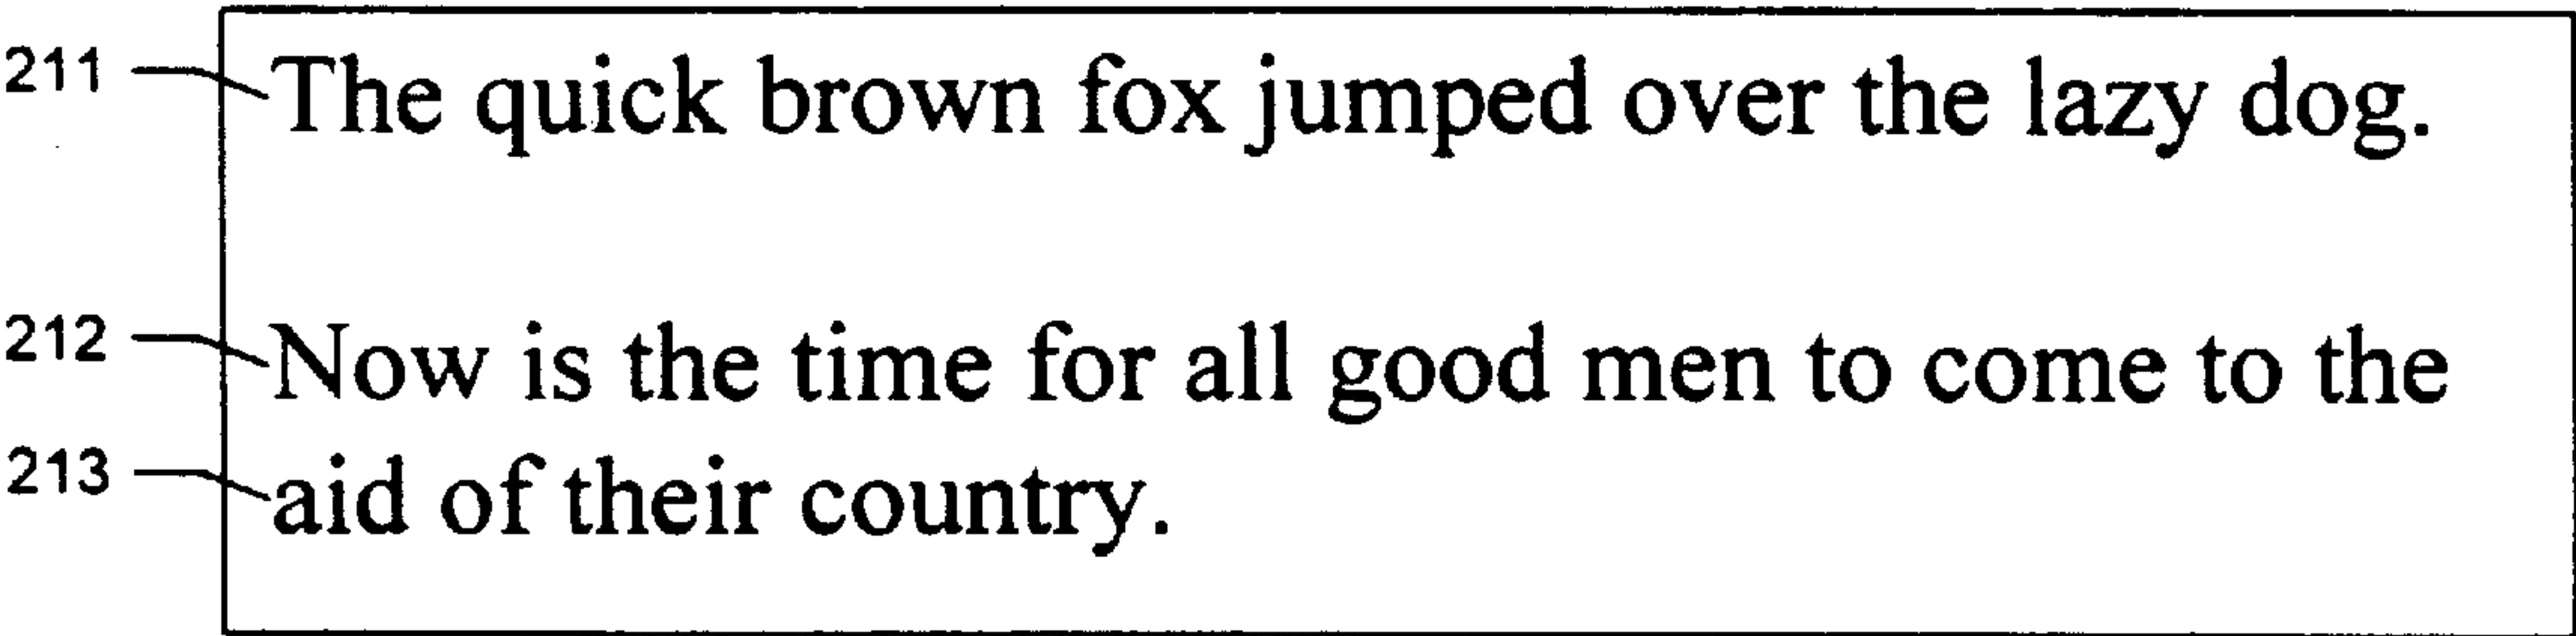 211 The quick brown fox jumped over the lazy dog.
212 Now is the time for all good men to come to the
213 aid of their country.